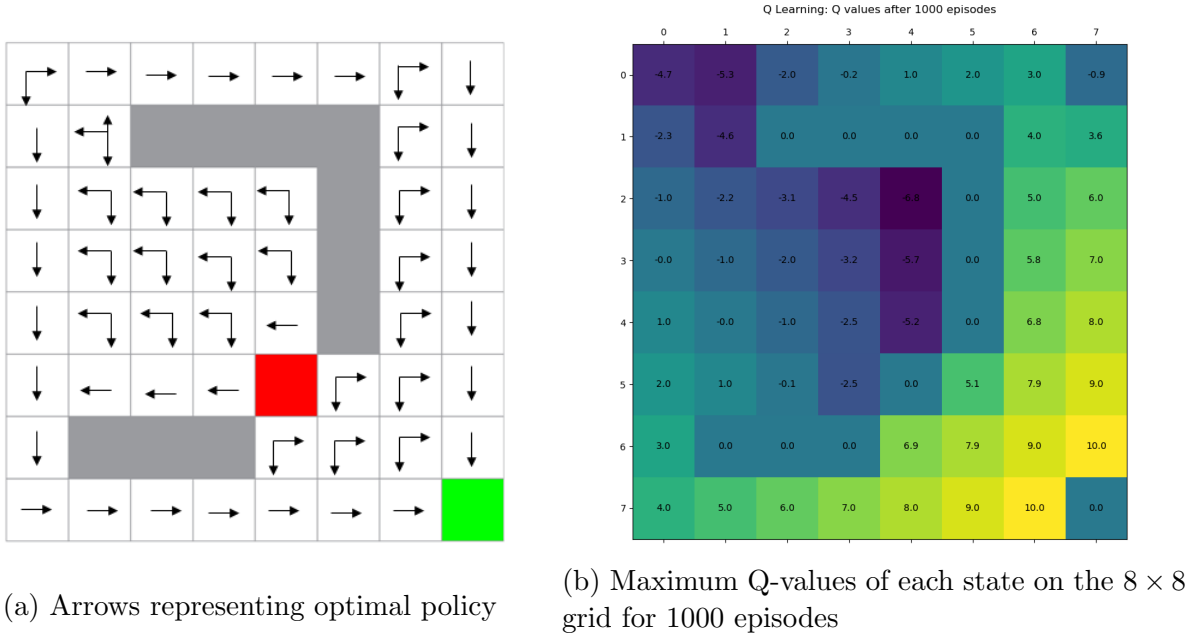 Q Learning: Q values after 1000 episodes
0 1 2 3 4 5 6 7
0 -4.7 -5.3 -2.0 -0.2 1.0 2.0 3.0 -0.9
1 -2.3 -4.6 0.0 0.0 0.0 0.0 4.0 3.6
2 -1.0 -2.2 -3.1 -4.5 -6.8 0.0 5.0 6.0
3 -0.0 -1.0 -2.0 -3.2 -5.7 0.0 5.8 7.0
4 1.0 -0.0 -1.0 -2.5 -5.2 0.0 6.8 8.0
5 2.0 1.0 -0.1 -2.5 0.0 5.1 7.9 9.0
6 3.0 0.0 0.0 0.0 6.9 7.9 9.0 10.0
7 4.0 5.0 6.0 7.0 8.0 9.0 10.0 0.0
(a) Arrows representing optimal policy
(b) Maximum Q-values of each state on the 8 × 8
grid for 1000 episodes